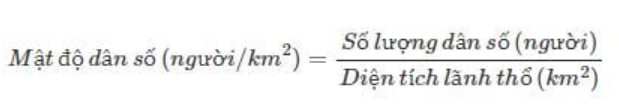 Mật độ dân số (người/km²) = Số lượng dân số (người) / Diện tích lãnh thổ (km²)